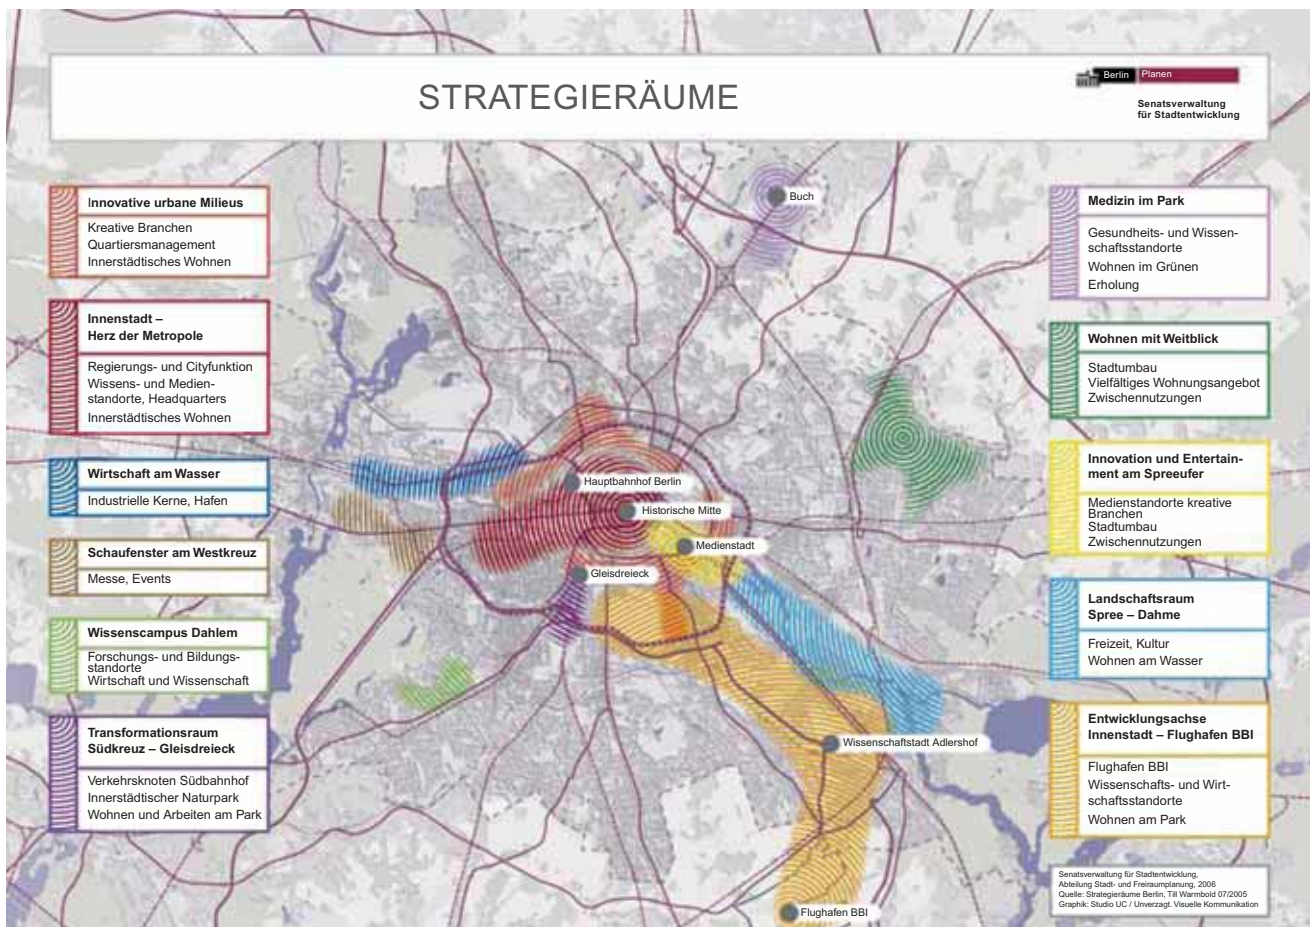 STRATEGIERÄUME
Berlin Planen
Senatsverwaltung
für Stadtentwicklung
Innovative urbane Milieus
Kreative Branchen
Quartiersmanagement
Innerstädtisches Wohnen
Innenstadt –
Herz der Metropole
Regierungs- und Cityfunktion
Wissens- und Medien-
standorte, Headquarters
Innerstädtisches Wohnen
Wirtschaft am Wasser
Industrielle Kerne, Hafen
Schaufenster am Westkreuz
Messe, Events
Wissenscampus Dahlem
Forschungs- und Bildungs-
standorte
Wirtschaft und Wissenschaft
Transformationsraum
Südkreuz – Gleisdreieck
Verkehrsknoten Südbahnhof
Innerstädtischer Naturpark
Wohnen und Arbeiten am Park
Buch
Hauptbahnhof Berlin
Historische Mitte
Medienstadt
Gleisdreieck
Wissenschaftstadt Adlershof
Flughafen BBI
Medizin im Park
Gesundheits- und Wissen-
schaftsstandorte
Wohnen im Grünen
Erholung
Wohnen mit Weitblick
Stadtumbau
Vielfältiges Wohnungsangebot
Zwischennutzungen
Innovation und Entertain-
ment am Spreeufer
Medienstandorte kreative
Branchen
Stadtumbau
Zwischennutzungen
Landschaftsraum
Spree – Dahme
Freizeit, Kultur
Wohnen am Wasser
Entwicklungsachse
Innenstadt – Flughafen BBI
Flughafen BBI
Wissenschafts- und Wirt-
schaftsstandorte
Wohnen am Park
Senatsverwaltung für Stadtentwicklung,
Abteilung Stadt- und Freiraumplanung, 2006
Quelle: Strategieräume Berlin, Till Warmbold 07/2005
Graphik: Studio UC / Unverzagt. Visuelle Kommunikation